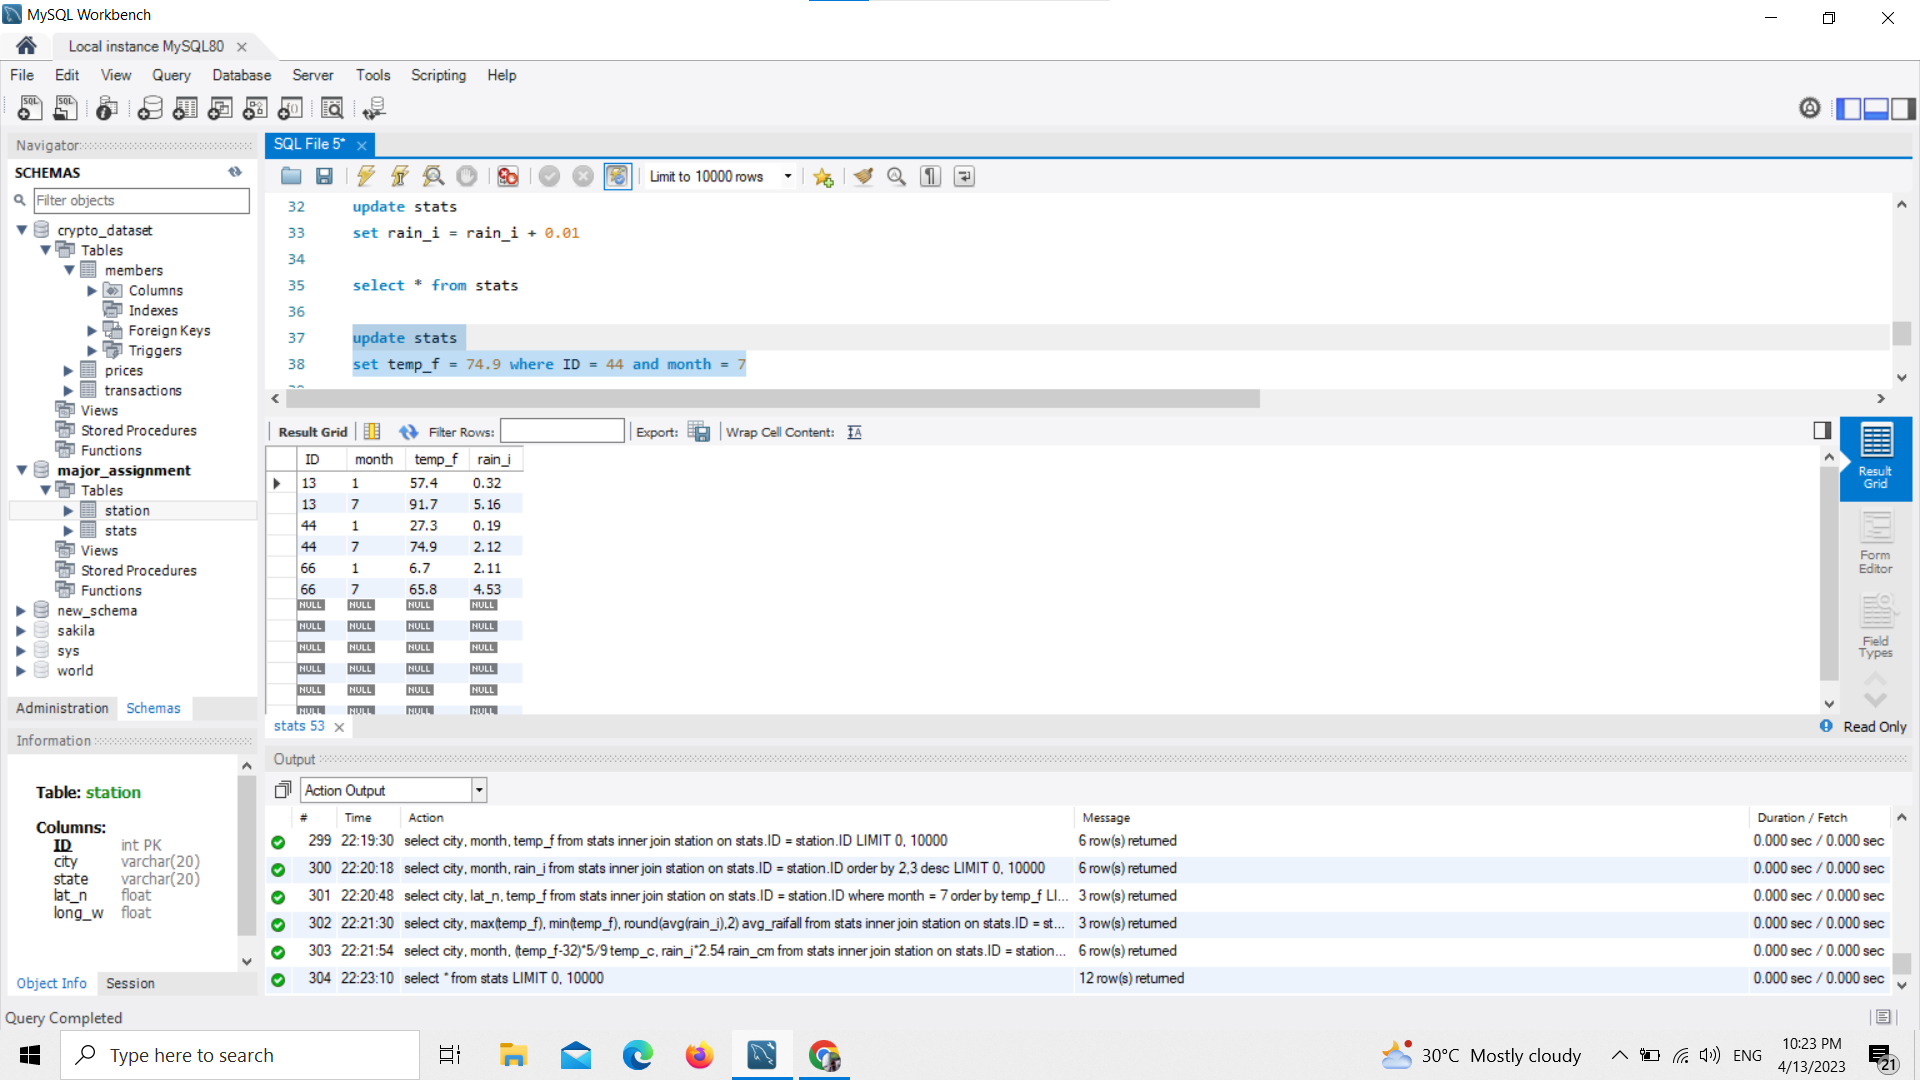 MySQL Workbench
Local instance MySQL80
File Edit View Query Database Server Tools Scripting Help
Navigator
SCHEMAS
Filter objects
crypto_dataset
Tables
members
Columns
Indexes
Foreign Keys
Triggers
prices
transactions
Views
Stored Procedures
Functions
major_assignment
Tables
station
stats
Views
Stored Procedures
Functions
new_schema
sakila
sys
world
Administration Schemas
Information
Table: station
Columns:
ID int PK
city varchar(20)
state varchar(20)
lat_n float
long_w float
Object Info Session
Query Completed
SQL File 5*
Limit to 10000 rows
32 update stats
33 set rain_i = rain_i + 0.01
34
35 select * from stats
36
37 update stats
38 set temp_f = 74.9 where ID = 44 and month = 7
Result Grid Filter Rows: Export: Wrap Cell Content:
ID month temp_f rain_i
13 1 57.4 0.32
13 7 91.7 5.16
44 1 27.3 0.19
44 7 74.9 2.12
66 1 6.7 2.11
66 7 65.8 4.53
NULL NULL NULL NULL
NULL NULL NULL NULL
NULL NULL NULL NULL
NULL NULL NULL NULL
NULL NULL NULL NULL
NULL NULL NULL NULL
Result Grid
Form Editor
Field Types
stats 53
Read Only
Output
Action Output
# Time Action Message Duration / Fetch
299 22:19:30 select city, month, temp_f from stats inner join station on stats.ID = station.ID LIMIT 0, 10000 6 row(s) returned 0.000 sec / 0.000 sec
300 22:20:18 select city, month, rain_i from stats inner join station on stats.ID = station.ID order by 2,3 desc LIMIT 0, 10000 6 row(s) returned 0.000 sec / 0.000 sec
301 22:20:48 select city, lat_n, temp_f from stats inner join station on stats.ID = station.ID where month = 7 order by temp_f LI... 3 row(s) returned 0.000 sec / 0.000 sec
302 22:21:30 select city, max(temp_f), min(temp_f), round(avg(rain_i),2) avg_raifall from stats inner join station on stats.ID = st... 3 row(s) returned 0.000 sec / 0.000 sec
303 22:21:54 select city, month, (temp_f-32)*5/9 temp_c, rain_i*2.54 rain_cm from stats inner join station on stats.ID = station... 6 row(s) returned 0.000 sec / 0.000 sec
304 22:23:10 select * from stats LIMIT 0, 10000 12 row(s) returned 0.000 sec / 0.000 sec
Type here to search
30°C Mostly cloudy
ENG
10:23 PM
4/13/2023
21